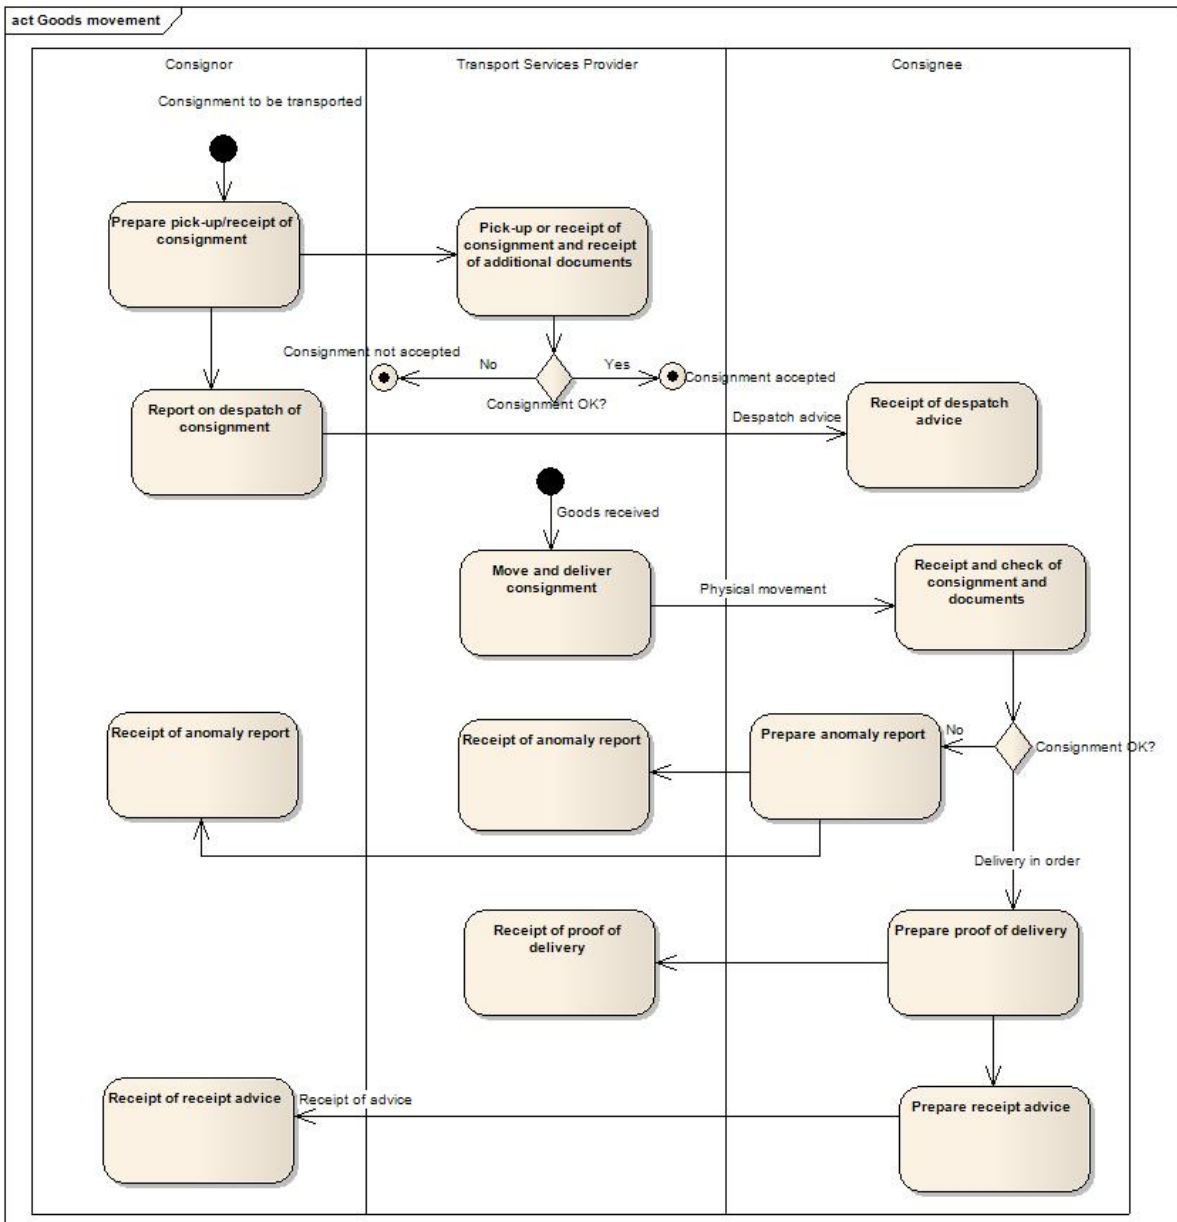 act Goods movement
Consignor
Transport Services Provider
Consignee
Consignment to be transported
Prepare pick-up/receipt of
consignment
Pick-up or receipt of
consignment and receipt
of additional documents
Consignment not accepted
No
Yes
Consignment accepted
Consignment OK?
Report on despatch of
consignment
Despatch advice
Receipt of despatch
advice
Goods received
Move and deliver
consignment
Physical movement
Receipt and check of
consignment and
documents
Receipt of anomaly report
Receipt of anomaly report
Prepare anomaly report
No
Consignment OK?
Delivery in order
Receipt of proof of
delivery
Prepare proof of delivery
Receipt of receipt advice
Receipt of advice
Prepare receipt advice